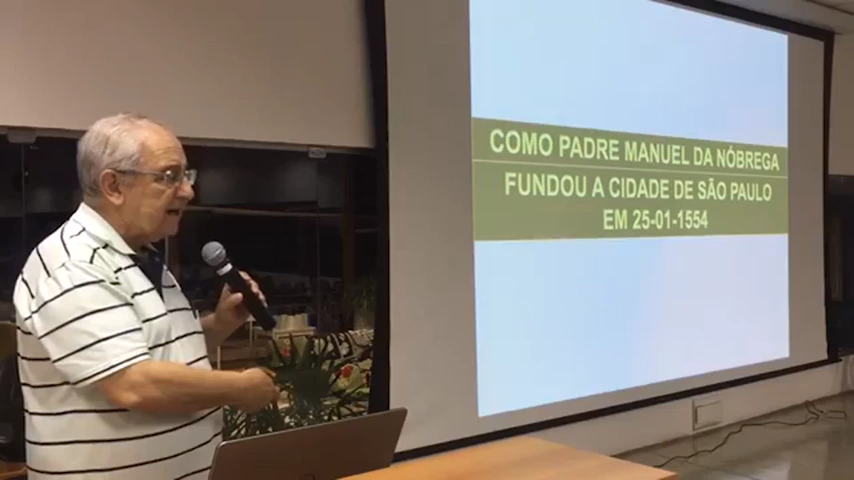 COMO PADRE MANUEL DA NÓBREGA
FUNDOU A CIDADE DE SÃO PAULO
EM 25-01-1554